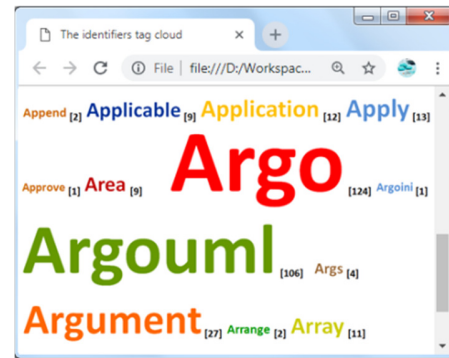 The identifiers tag cloud
File | file:///D:/Workspac...
Append [2] Applicable [9] Application [12] Apply [13]
Approve [1] Area [9] Argo [124] Argoini [1]
Argouml [106] Args [4]
Argument [27] Arrange [2] Array [11]